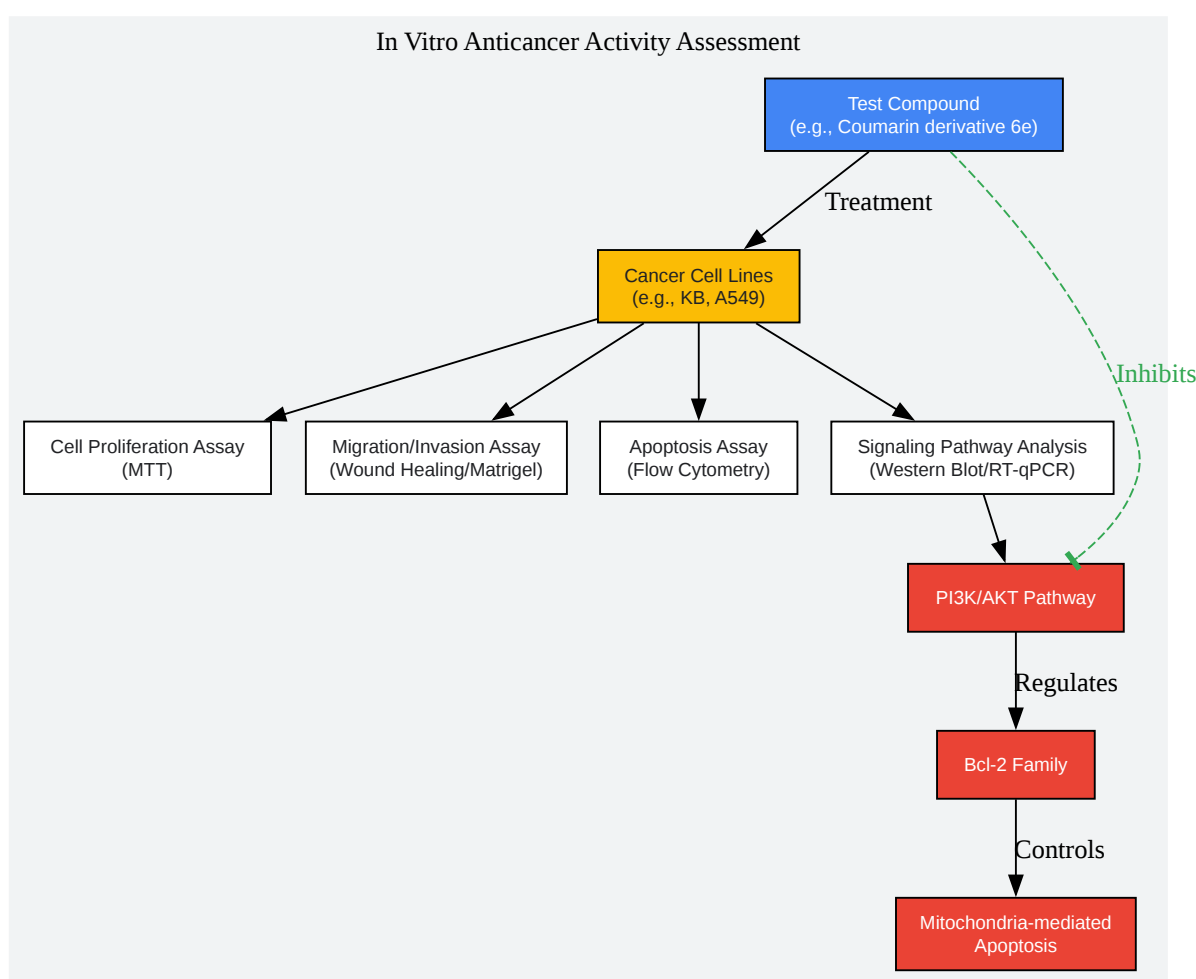 In Vitro Anticancer Activity Assessment
Test Compound
(e.g., Coumarin derivative 6e)
Treatment
Cancer Cell Lines
(e.g., KB, A549)
Inhibits
Cell Proliferation Assay
(MTT)
Migration/Invasion Assay
(Wound Healing/Matrigel)
Apoptosis Assay
(Flow Cytometry)
Signaling Pathway Analysis
(Western Blot/RT-qPCR)
PI3K/AKT Pathway
Regulates
Bcl-2 Family
Controls
Mitochondria-mediated
Apoptosis